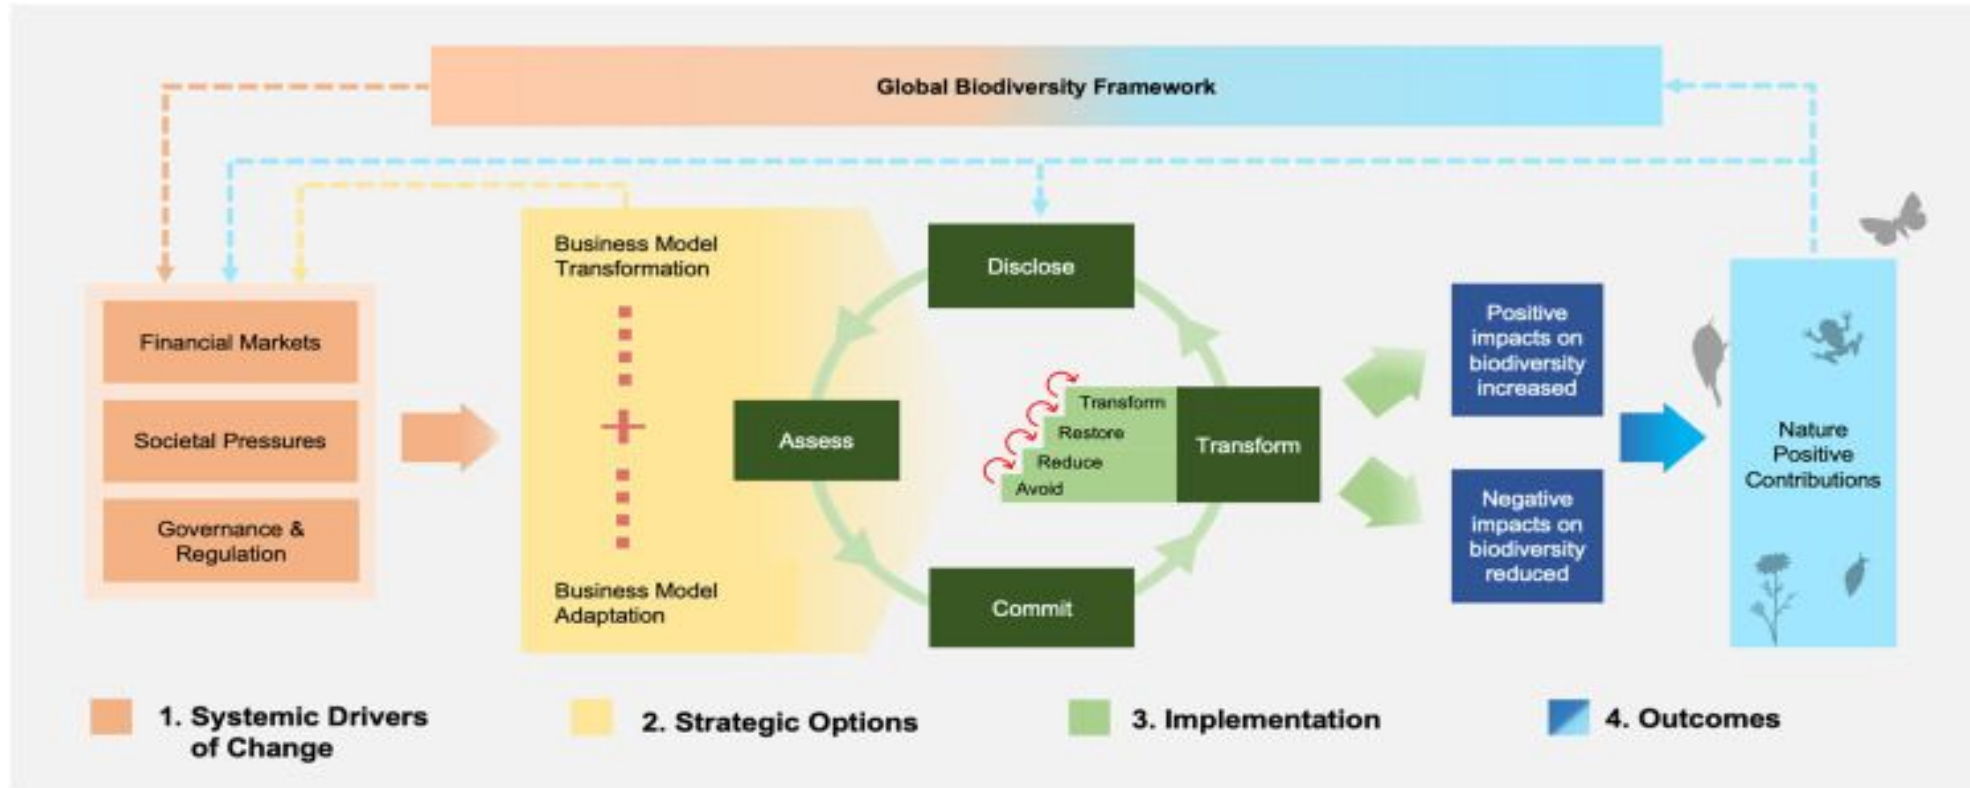 Global Biodiversity Framework
Financial Markets
Societal Pressures
Governance &
Regulation
Business Model
Transformation
Business Model
Adaptation
Disclose
Assess
Commit
Transform
Restore
Reduce
Avoid
Transform
Positive
impacts on
biodiversity
increased
Negative
impacts on
biodiversity
reduced
Nature
Positive
Contributions
1. Systemic Drivers
of Change
2. Strategic Options
3. Implementation
4. Outcomes